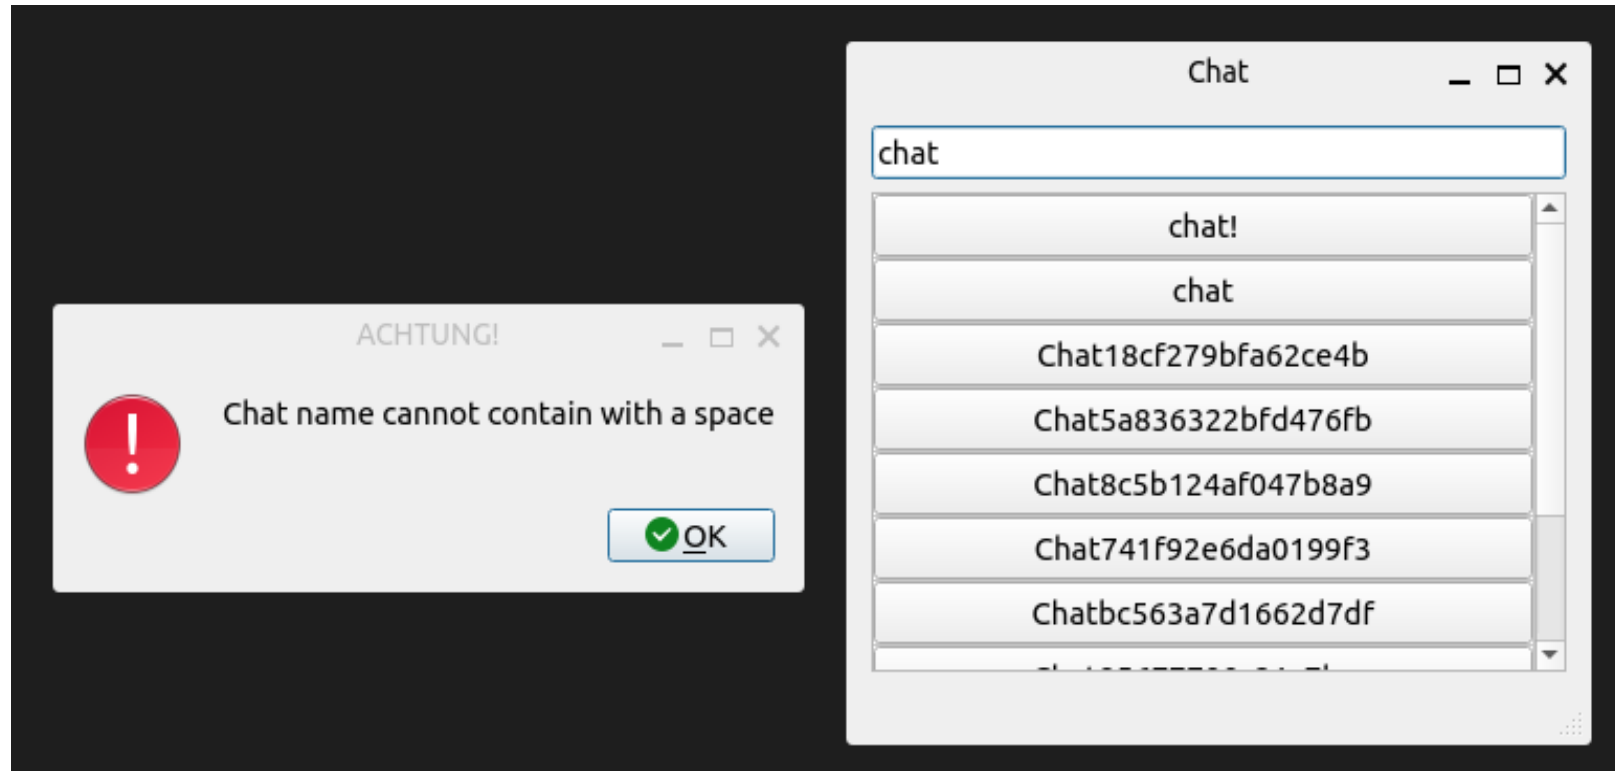 ACHTUNG!
Chat name cannot contain with a space
OK
Chat
chat
chat!
chat
Chat18cf279bfa62ce4b
Chat5a836322bfd476fb
Chat8c5b124af047b8a9
Chat741f92e6da0199f3
Chatbc563a7d1662d7df